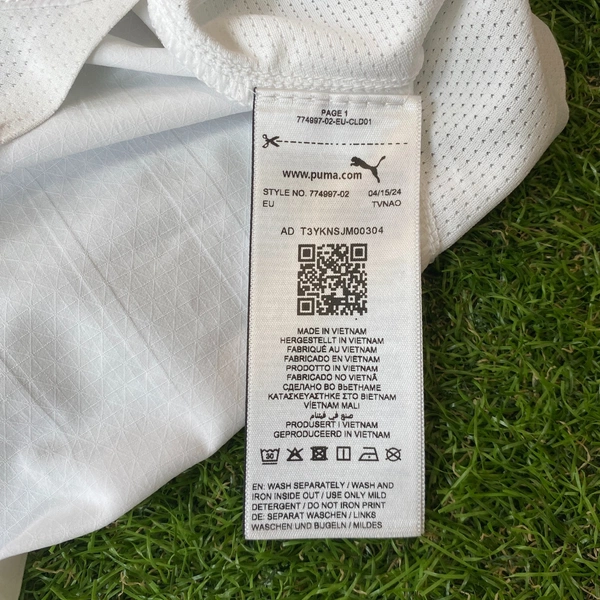 PAGE 1
774997-02-EU-CLD01
www.puma.com
STYLE NO. 774997-02 04/15/24
EU TVNAO
AD T3YKNSJM00304
MADE IN VIETNAM
HERGESTELLT IN VIETNAM
FABRIQUÉ AU VIETNAM
FABRICADO EN VIETNAM
PRODOTTO IN VIETNAM
FABRICADO NO VIETNÃ
СДЕЛАНО ВО ВЬЕТНАМЕ
ΚΑΤΑΣΚΕΥΑΣΤΗΚΕ ΣΤΟ ΒΙΕΤΝΑΜ
VİETNAM MALI
صنع في فيتنام
PRODUSERT I VIETNAM
GEPRODUCEERD IN VIETNAM
30
EN: WASH SEPARATELY / WASH AND
IRON INSIDE OUT / USE ONLY MILD
DETERGENT / DO NOT IRON PRINT
DE: SEPARAT WASCHEN / LINKS
WASCHEN UND BUGELN / MILDES